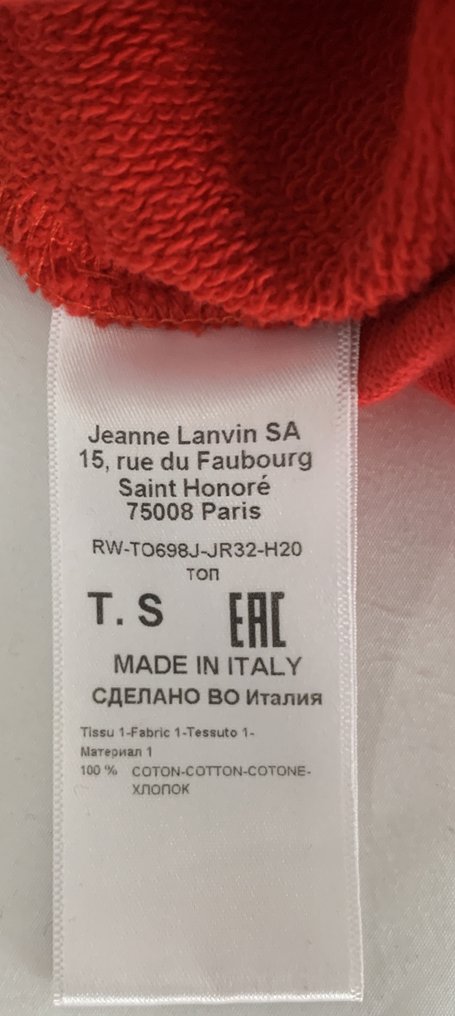 Jeanne Lanvin SA
15, rue du Faubourg
Saint Honoré
75008 Paris
RW-TO698J-JR32-H20
топ
T. S EAC
MADE IN ITALY
СДЕЛАНО ВО Италия
Tissu 1-Fabric 1-Tessuto 1-
Материал 1
100 % COTON-COTTON-COTONE-
ХЛОПОК